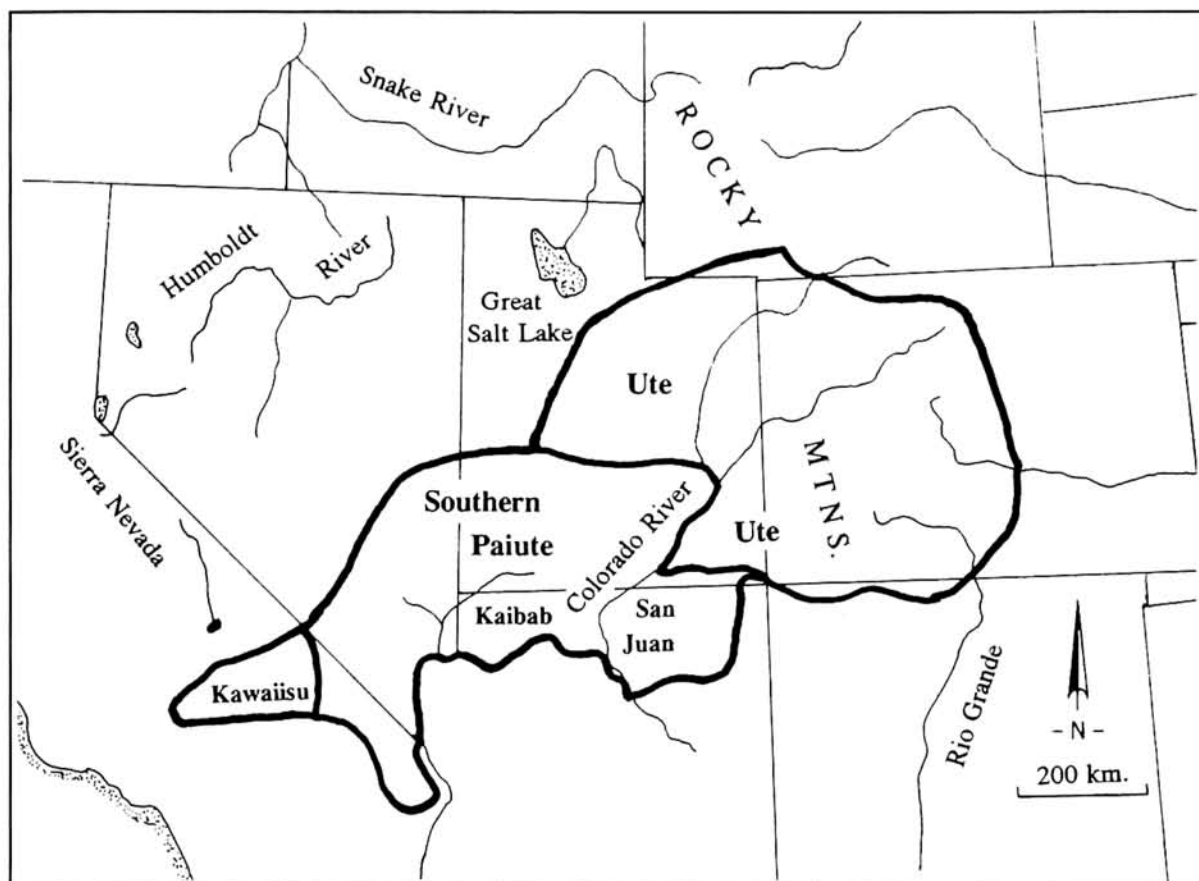 Snake River
ROCKY
Humboldt
River
Great
Salt Lake
Ute
Sierra Nevada
MTNS.
Southern
Paiute
Colorado River
Ute
Kaibab
San
Juan
Kawaiisu
Rio Grande
- N -
200 km.